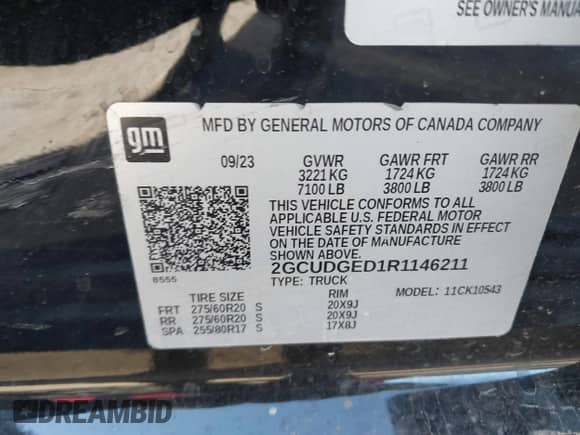 SEE OWNER'S MANUA
gm
MFD BY GENERAL MOTORS OF CANADA COMPANY
09/23 GVWR GAWR FRT GAWR RR
3221 KG 1724 KG 1724 KG
7100 LB 3800 LB 3800 LB
THIS VEHICLE CONFORMS TO ALL
APPLICABLE U.S. FEDERAL MOTOR
VEHICLE SAFETY STANDARDS IN EFFECT
ON THE DATE OF MANUFACTURE
SHOWN ABOVE.
8555
2GCUDGED1R1146211
TYPE: TRUCK MODEL: 11CK10543
TIRE SIZE RIM
FRT 275/60R20 S 20X9J
RR 275/60R20 S 20X9J
SPA 255/80R17 S 17X8J
DREAMBID